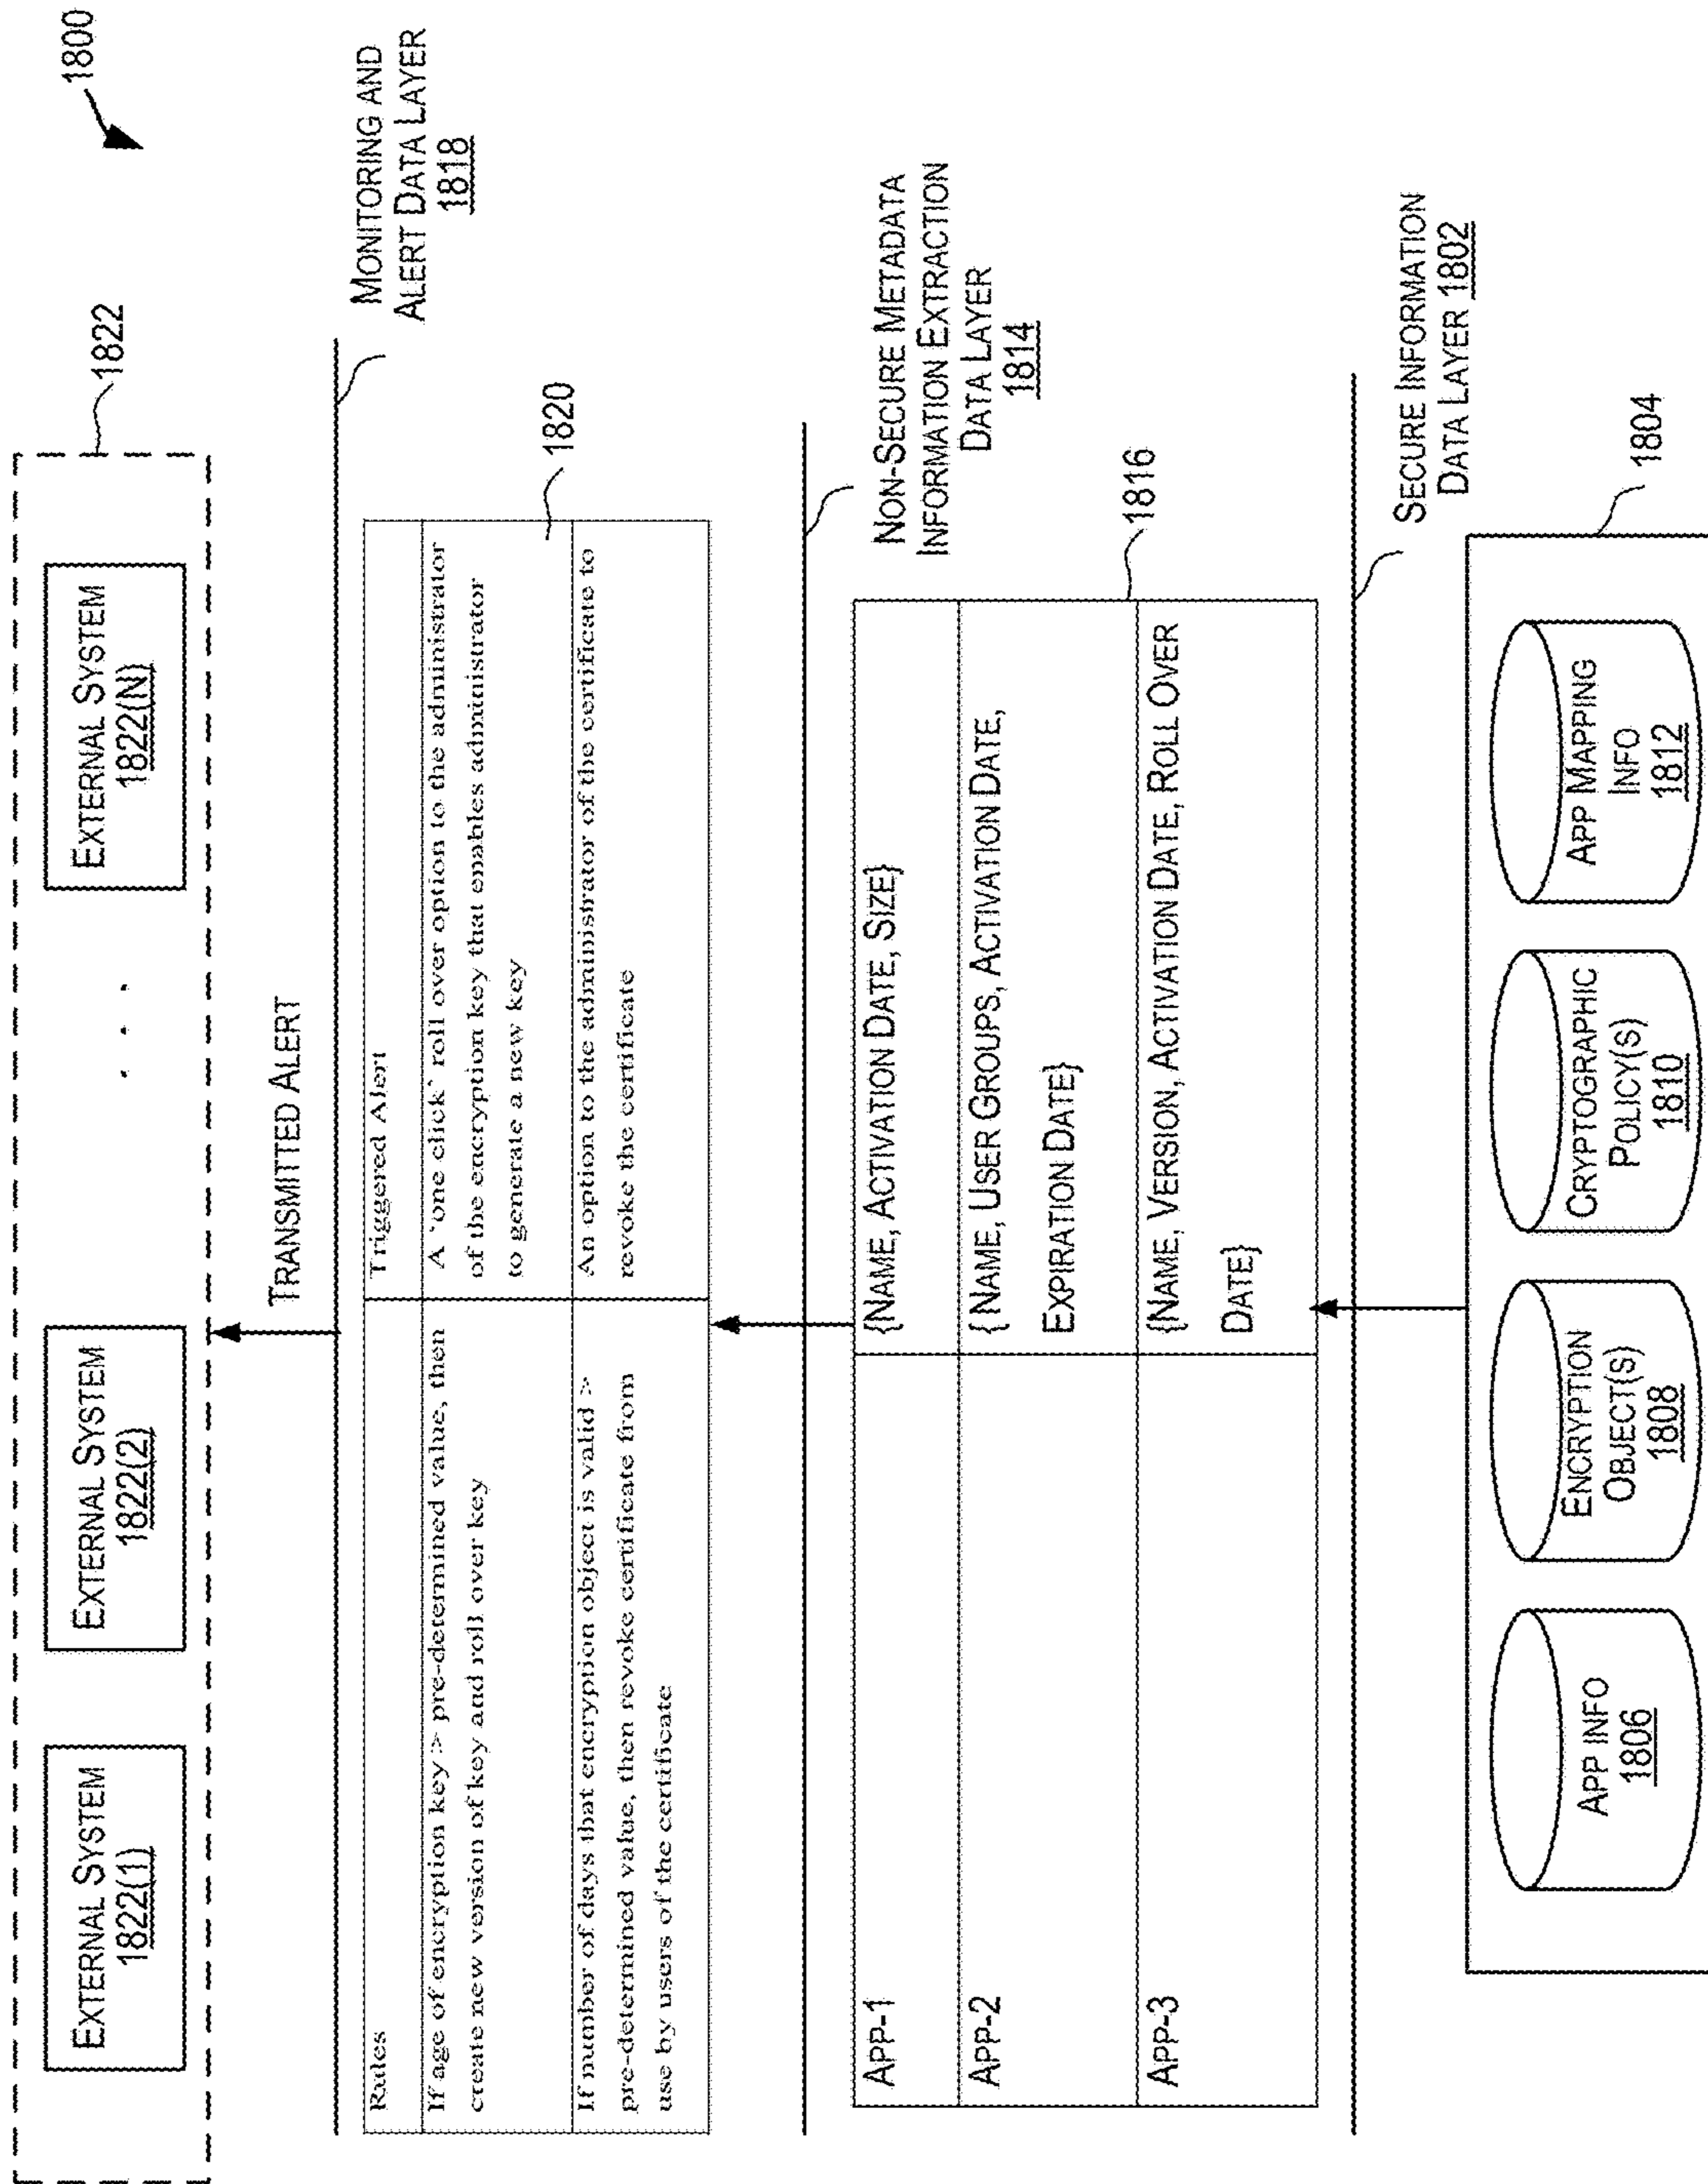 1800
1822
EXTERNAL SYSTEM
1822(1)
EXTERNAL SYSTEM
1822(2)
. . .
EXTERNAL SYSTEM
1822(N)
TRANSMITTED ALERT
MONITORING AND
ALERT DATA LAYER
1818
Rules
Triggered Alert
If age of encryption key > pre-determined value, then
create new version of key and roll over key
A 'one click' roll over option to the administrator
of the encryption key that enables administrator
to generate a new key
If number of days that encryption object is valid >
pre-determined value, then revoke certificate from
use by users of the certificate
An option to the administrator of the certificate to
revoke the certificate
1820
NON-SECURE METADATA
INFORMATION EXTRACTION
DATA LAYER
1814
APP-1
{NAME, ACTIVATION DATE, SIZE}
APP-2
{NAME, USER GROUPS, ACTIVATION DATE,
EXPIRATION DATE}
APP-3
{NAME, VERSION, ACTIVATION DATE, ROLL OVER
DATE}
1816
SECURE INFORMATION
DATA LAYER 1802
1804
APP INFO
1806
ENCRYPTION
OBJECT(S)
1808
CRYPTOGRAPHIC
POLICY(S)
1810
APP MAPPING
INFO
1812